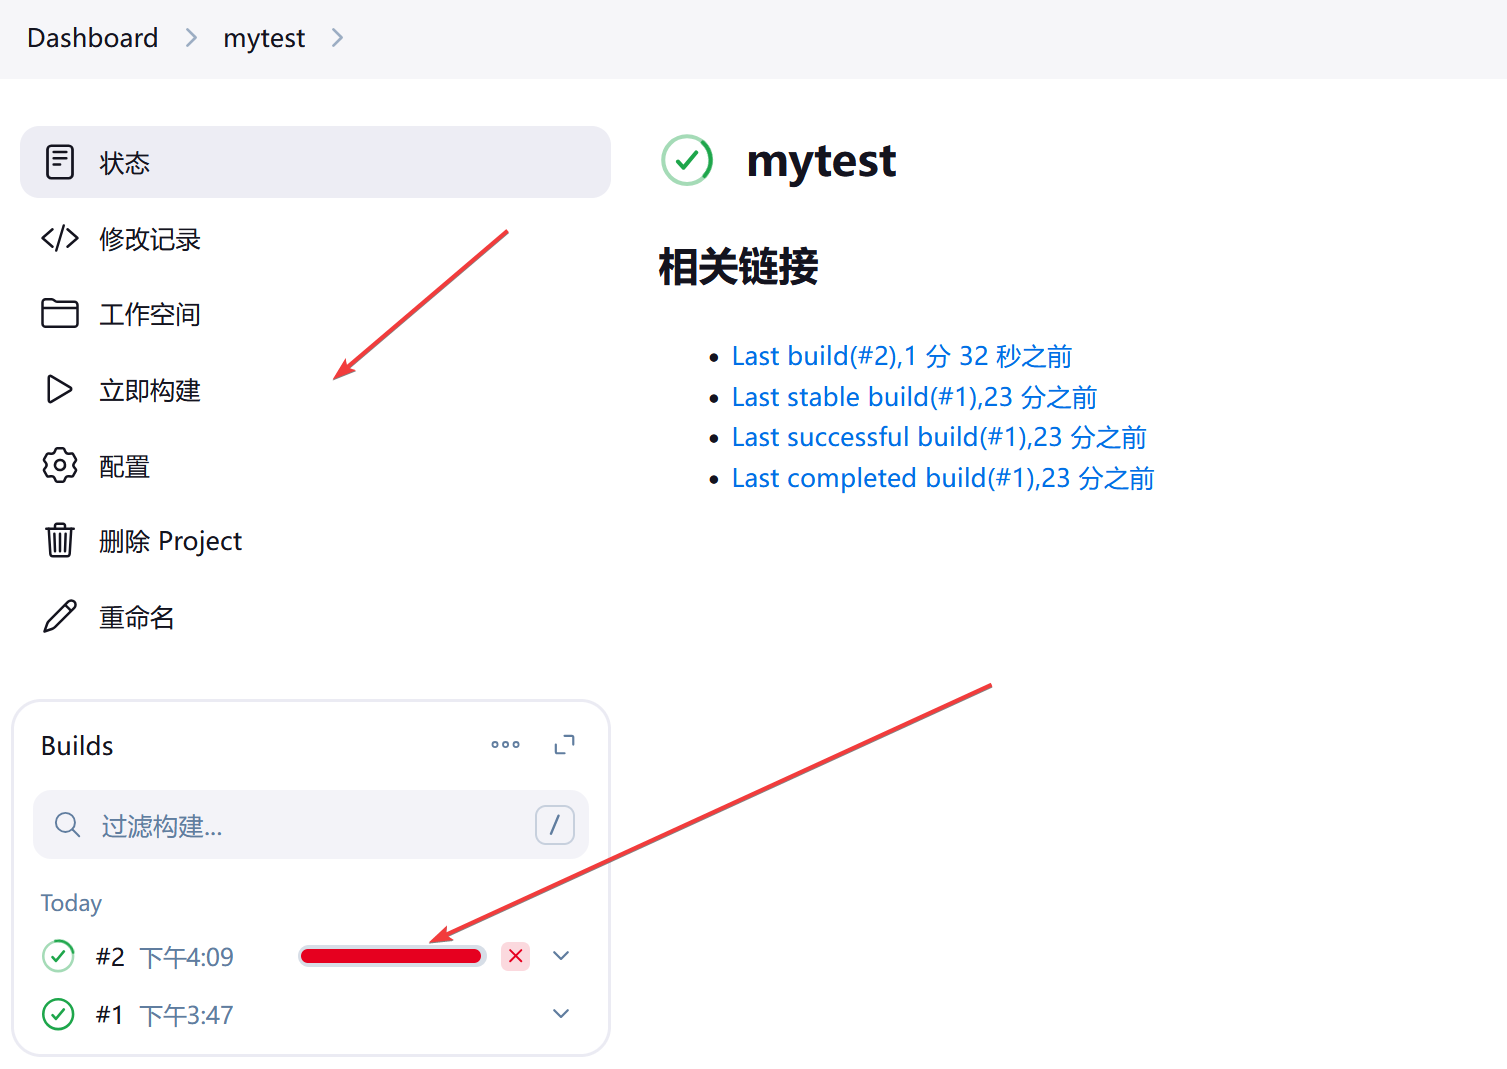 Dashboard > mytest >
状态
修改记录
工作空间
立即构建
配置
删除 Project
重命名
mytest
相关链接
Last build(#2),1 分 32 秒之前
Last stable build(#1),23 分之前
Last successful build(#1),23 分之前
Last completed build(#1),23 分之前
Builds
过滤构建...
/
Today
#2 下午4:09
#1 下午3:47